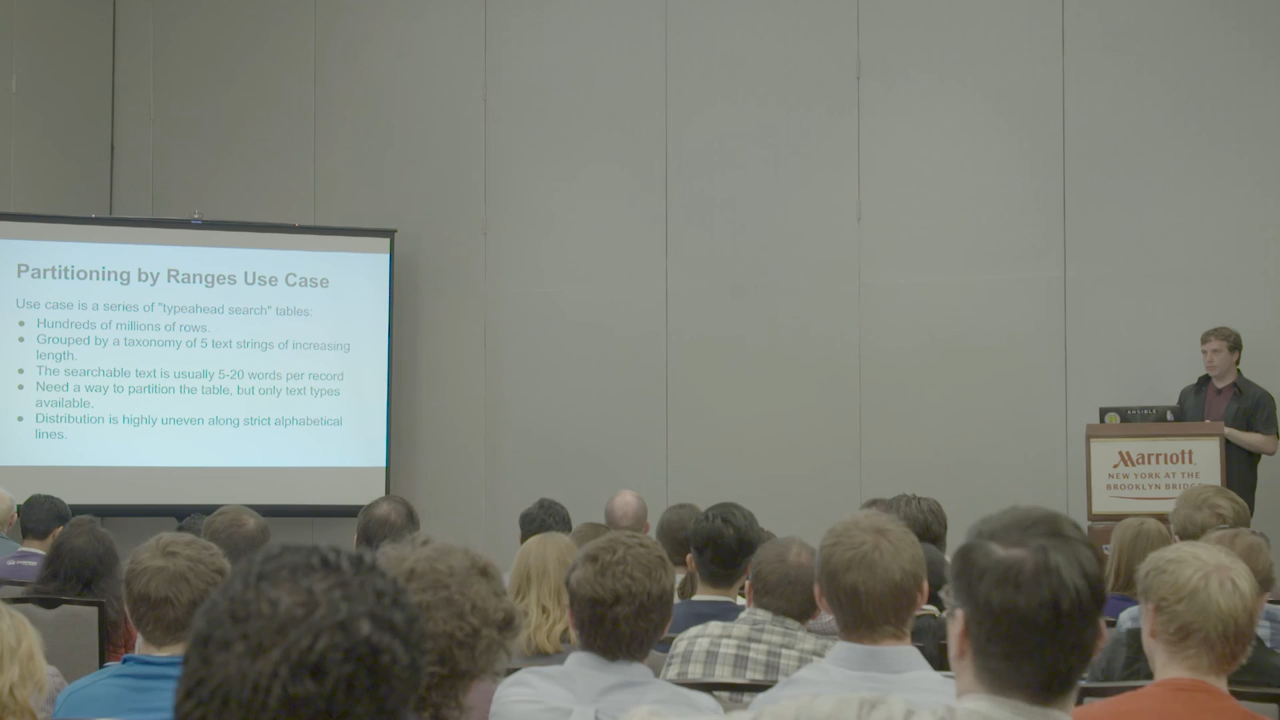 Partitioning by Ranges Use Case
Use case is a series of "typeahead search" tables:
● Hundreds of millions of rows.
● Grouped by a taxonomy of 5 text strings of increasing
length.
● The searchable text is usually 5-20 words per record
● Need a way to partition the table, but only text types
available.
● Distribution is highly uneven along strict alphabetical
lines.
ANSIBLE
Marriott
NEW YORK AT THE
BROOKLYN BRIDGE